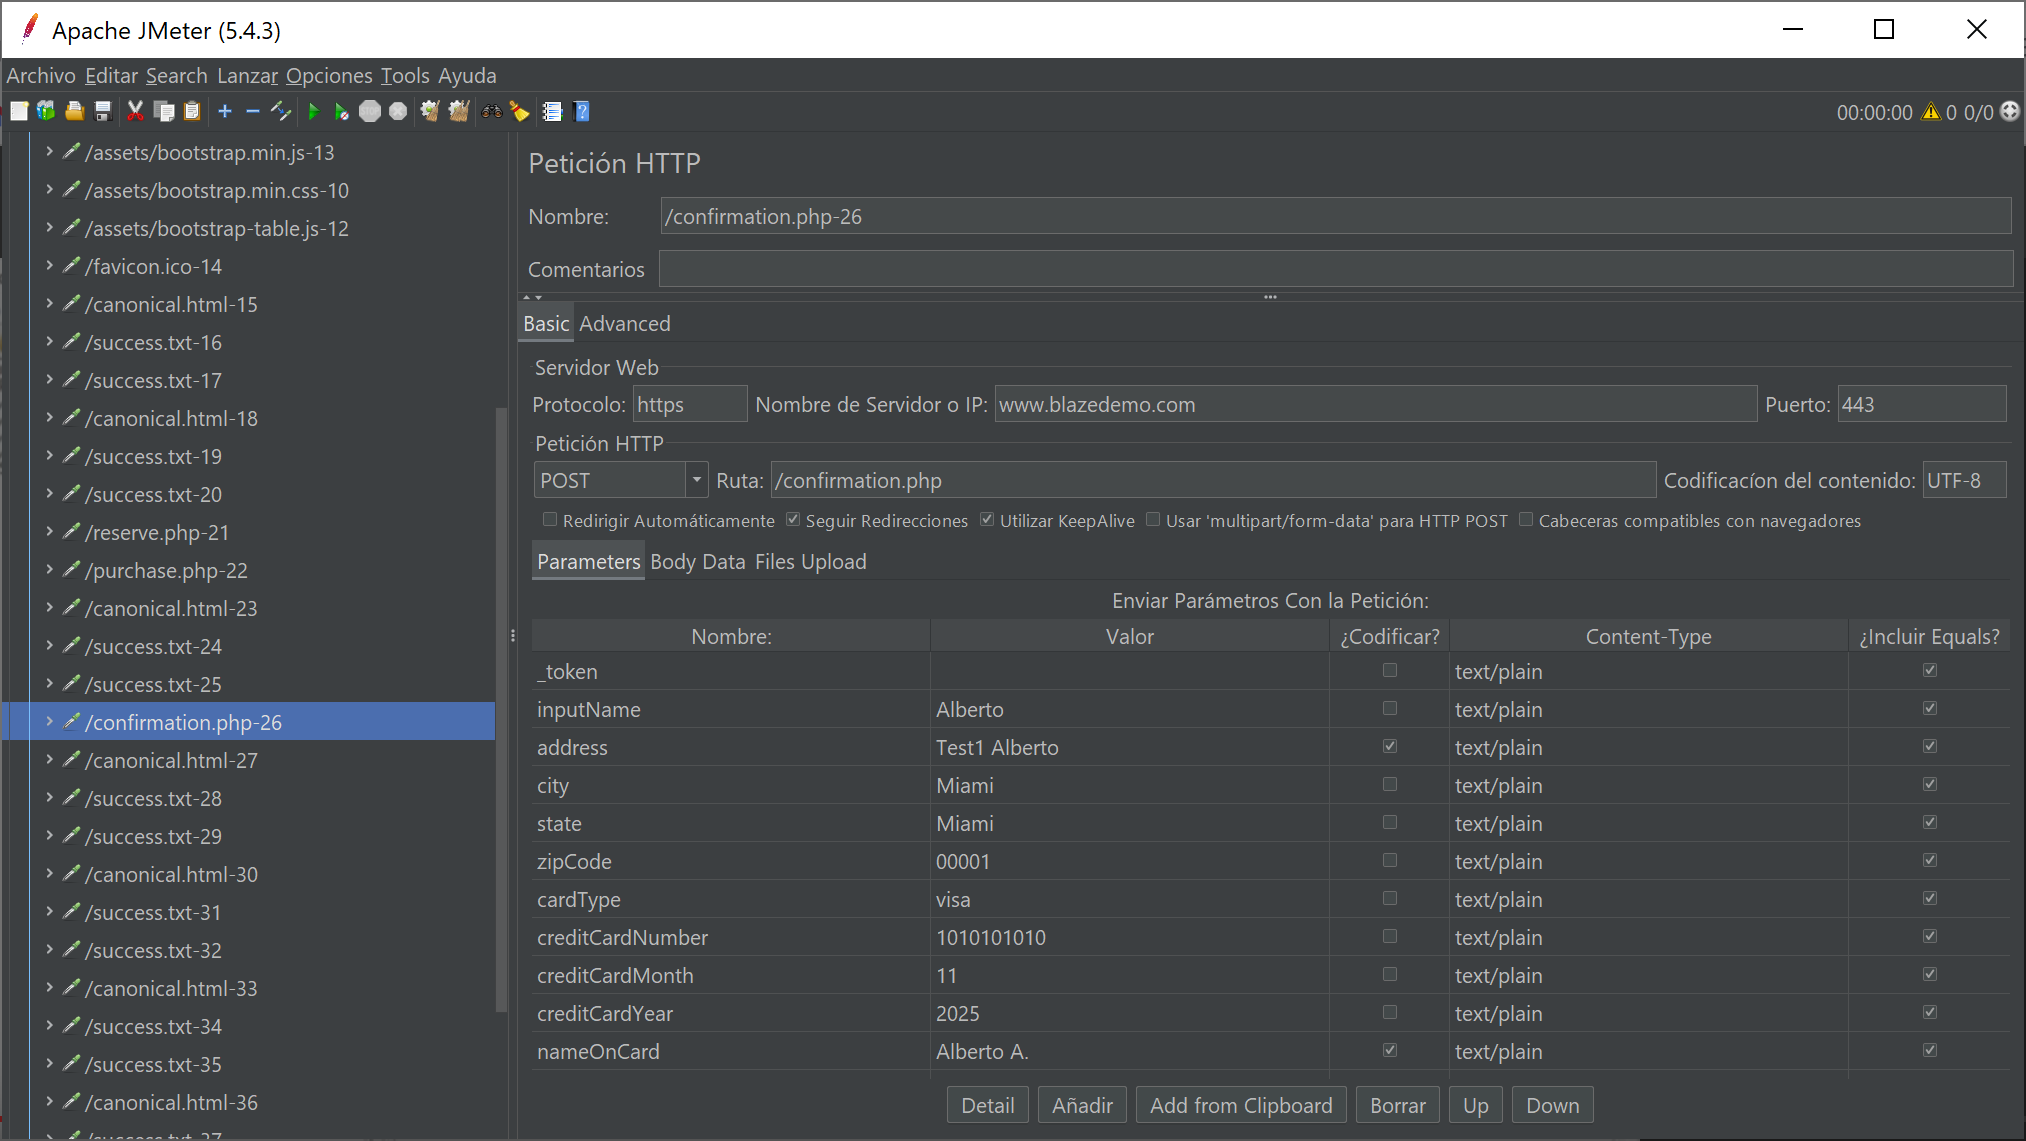 Apache JMeter (5.4.3)
Archivo Editar Search Lanzar Opciones Tools Ayuda
00:00:00 0 0/0
/assets/bootstrap.min.js-13
/assets/bootstrap.min.css-10
/assets/bootstrap-table.js-12
/favicon.ico-14
/canonical.html-15
/success.txt-16
/success.txt-17
/canonical.html-18
/success.txt-19
/success.txt-20
/reserve.php-21
/purchase.php-22
/canonical.html-23
/success.txt-24
/success.txt-25
/confirmation.php-26
/canonical.html-27
/success.txt-28
/success.txt-29
/canonical.html-30
/success.txt-31
/success.txt-32
/canonical.html-33
/success.txt-34
/success.txt-35
/canonical.html-36
/success.txt-37
Petición HTTP
Nombre: /confirmation.php-26
Comentarios
Basic Advanced
Servidor Web
Protocolo: https Nombre de Servidor o IP: www.blazedemo.com Puerto: 443
Petición HTTP
POST Ruta: /confirmation.php Codificacíon del contenido: UTF-8
Redirigir Automáticamente Seguir Redirecciones Utilizar KeepAlive Usar 'multipart/form-data' para HTTP POST Cabeceras compatibles con navegadores
Parameters Body Data Files Upload
Enviar Parámetros Con la Petición:
Nombre: Valor ¿Codificar? Content-Type ¿Incluir Equals?
_token text/plain
inputName Alberto text/plain
address Test1 Alberto text/plain
city Miami text/plain
state Miami text/plain
zipCode 00001 text/plain
cardType visa text/plain
creditCardNumber 1010101010 text/plain
creditCardMonth 11 text/plain
creditCardYear 2025 text/plain
nameOnCard Alberto A. text/plain
Detail Añadir Add from Clipboard Borrar Up Down